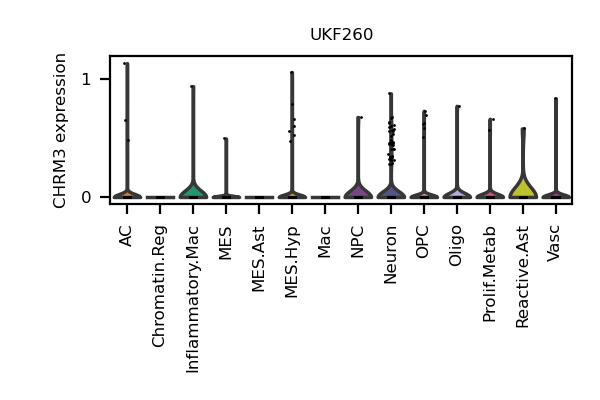 UKF260
CHRM3 expression
1
0
AC
Chromatin.Reg
Inflammatory.Mac
MES
MES.Ast
MES.Hyp
Mac
NPC
Neuron
OPC
Oligo
Prolif.Metab
Reactive.Ast
Vasc